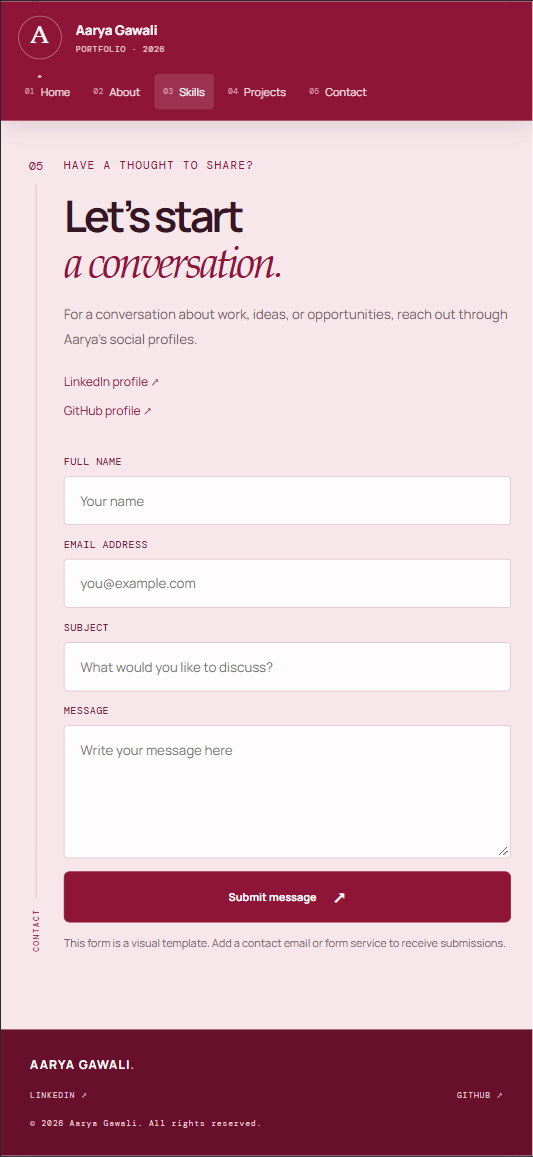 A
Aarya Gawali
PORTFOLIO · 2026
01 Home 02 About 03 Skills 04 Projects 05 Contact
05 HAVE A THOUGHT TO SHARE?
Let's start
a conversation.
For a conversation about work, ideas, or opportunities, reach out through
Aarya's social profiles.
LinkedIn profile ↗
GitHub profile ↗
FULL NAME
Your name
EMAIL ADDRESS
you@example.com
SUBJECT
What would you like to discuss?
MESSAGE
Write your message here
Submit message ↗
CONTACT
This form is a visual template. Add a contact email or form service to receive submissions.
AARYA GAWALI.
LINKEDIN ↗ GITHUB ↗
© 2026 Aarya Gawali. All rights reserved.